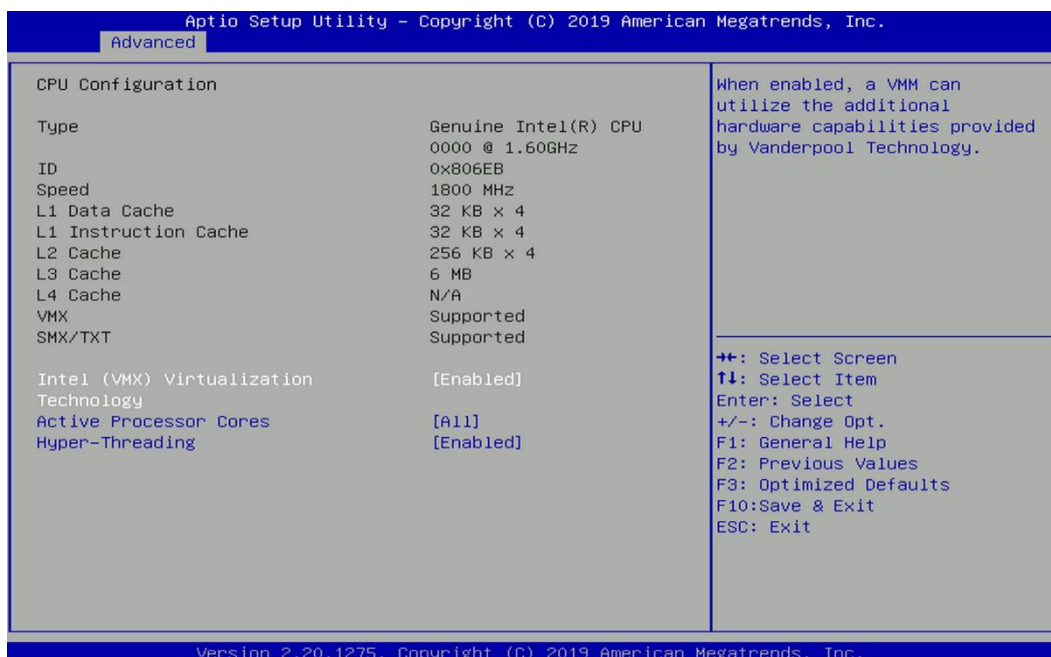 Aptio Setup Utility – Copyright (C) 2019 American Megatrends, Inc.
Advanced
CPU Configuration
Type Genuine Intel(R) CPU
0000 @ 1.60GHz
ID 0x806EB
Speed 1800 MHz
L1 Data Cache 32 KB x 4
L1 Instruction Cache 32 KB x 4
L2 Cache 256 KB x 4
L3 Cache 6 MB
L4 Cache N/A
VMX Supported
SMX/TXT Supported
Intel (VMX) Virtualization [Enabled]
Technology
Active Processor Cores [All]
Hyper-Threading [Enabled]
When enabled, a VMM can
utilize the additional
hardware capabilities provided
by Vanderpool Technology.
→←: Select Screen
↑↓: Select Item
Enter: Select
+/-: Change Opt.
F1: General Help
F2: Previous Values
F3: Optimized Defaults
F10:Save & Exit
ESC: Exit
Version 2.20.1275. Copyright (C) 2019 American Megatrends, Inc.